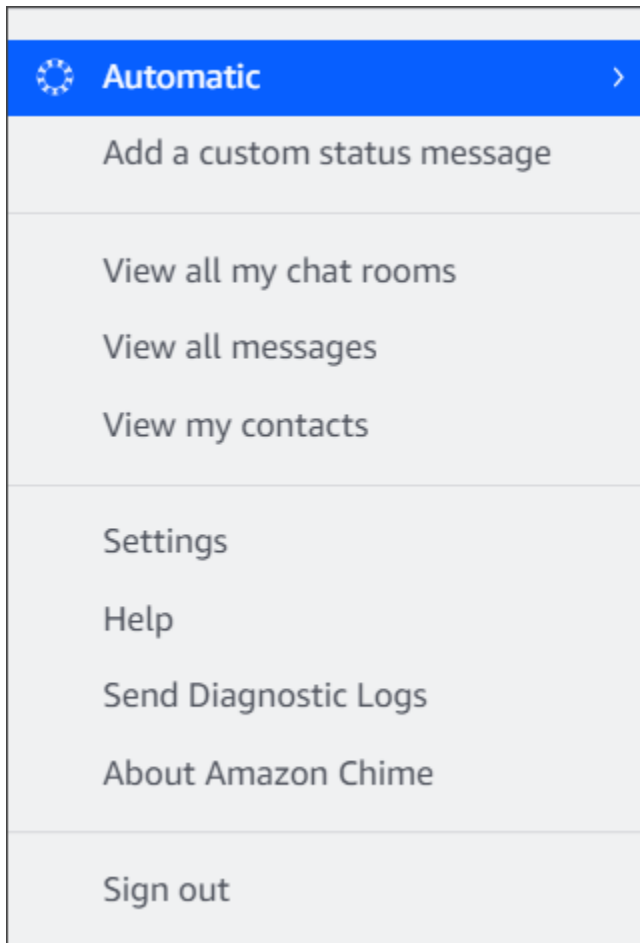 Automatic
Add a custom status message
View all my chat rooms
View all messages
View my contacts
Settings
Help
Send Diagnostic Logs
About Amazon Chime
Sign out